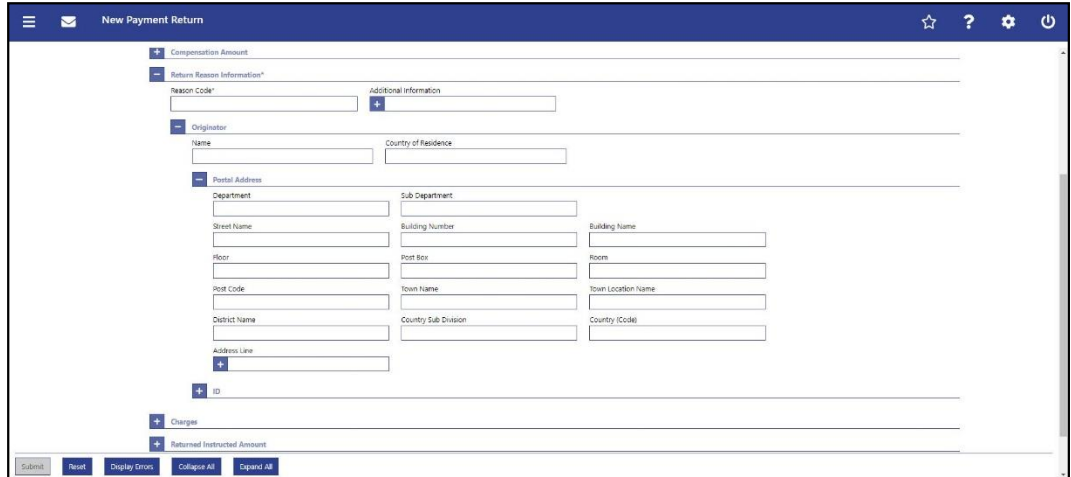 New Payment Return
Compensation Amount
Return Reason Information*
Reason Code* Additional Information
Originator
Name Country of Residence
Postal Address
Department Sub Department
Street Name Building Number Building Name
Floor Post Box Room
Post Code Town Name Town Location Name
District Name Country Sub Division Country (Code)
Address Line
ID
Charges
Returned Instructed Amount
Submit Reset Display Errors Collapse All Expand All